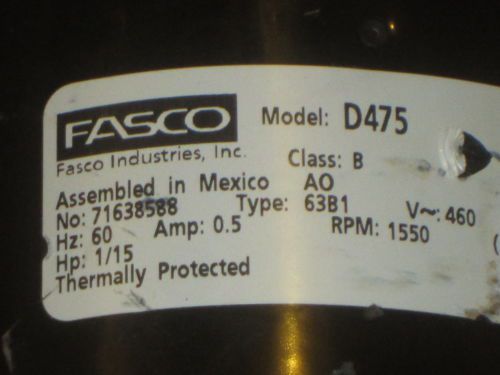 FASCO
Fasco Industries, Inc.
Model: D475
Class: B
Assembled in Mexico AO
No: 71638588 Type: 63B1 V~: 460
Hz: 60 Amp: 0.5 RPM: 1550
Hp: 1/15
Thermally Protected